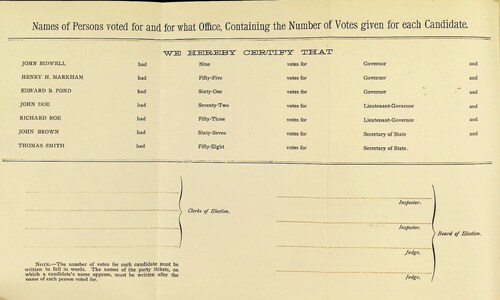 Names of Persons voted for and for what Office, Containing the Number of Votes given for each Candidate.
WE HEREBY CERTIFY THAT
JOHN BIDWELL had Nine votes for Governor and
HENRY H. MARKHAM had Fifty-Five votes for Governor and
EDWARD B. POND had Sixty-One votes for Governor and
JOHN DOE had Seventy-Two votes for Lieutenant-Governor and
RICHARD ROE had Fifty-Three votes for Lieutenant-Governor and
JOHN BROWN had Sixty-Seven votes for Secretary of State and
THOMAS SMITH had Fifty-Eight votes for Secretary of State.
Clerks of Election.
Inspector.
Inspector.
Board of Election.
Judge.
Judge.
NOTE.—The number of votes for each candidate must be
written in full in words. The names of the party tickets, on
which a candidate's name appears, must be written after the
name of each person voted for.